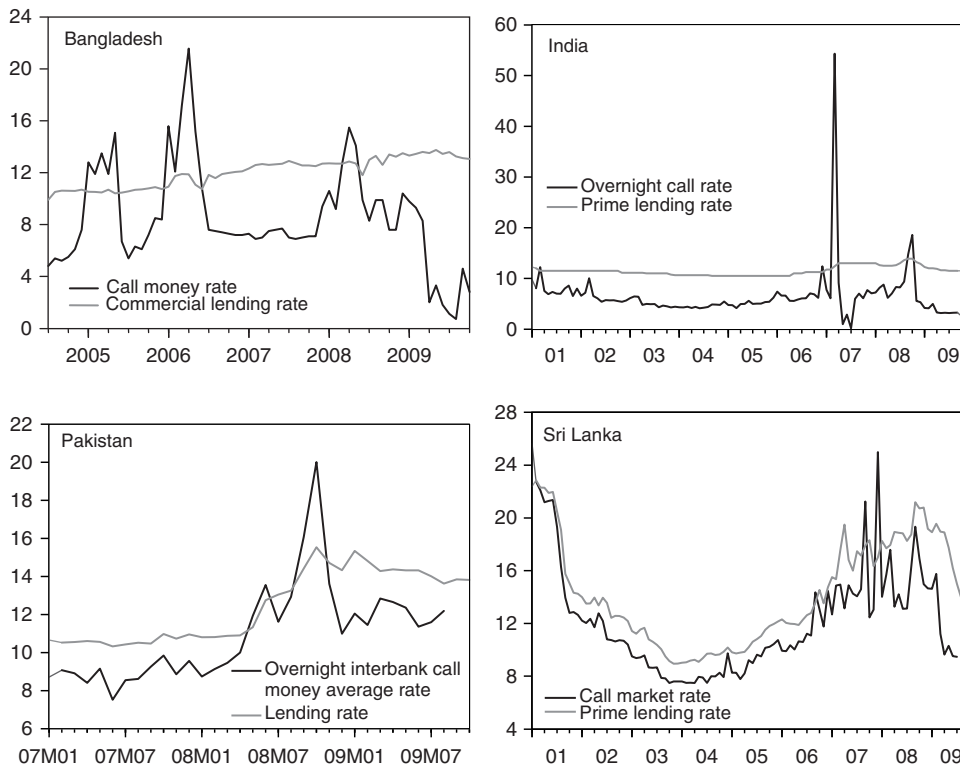 24
20
16
12
8
4
0
Bangladesh
Call money rate
Commercial lending rate
2005 2006 2007 2008 2009
60
50
40
30
20
10
0
India
Overnight call rate
Prime lending rate
01 02 03 04 05 06 07 08 09
22
20
18
16
14
12
10
8
6
Pakistan
Overnight interbank call
money average rate
Lending rate
07M01 07M07 08M01 08M07 09M01 09M07
28
24
20
16
12
8
4
Sri Lanka
Call market rate
Prime lending rate
01 02 03 04 05 06 07 08 09